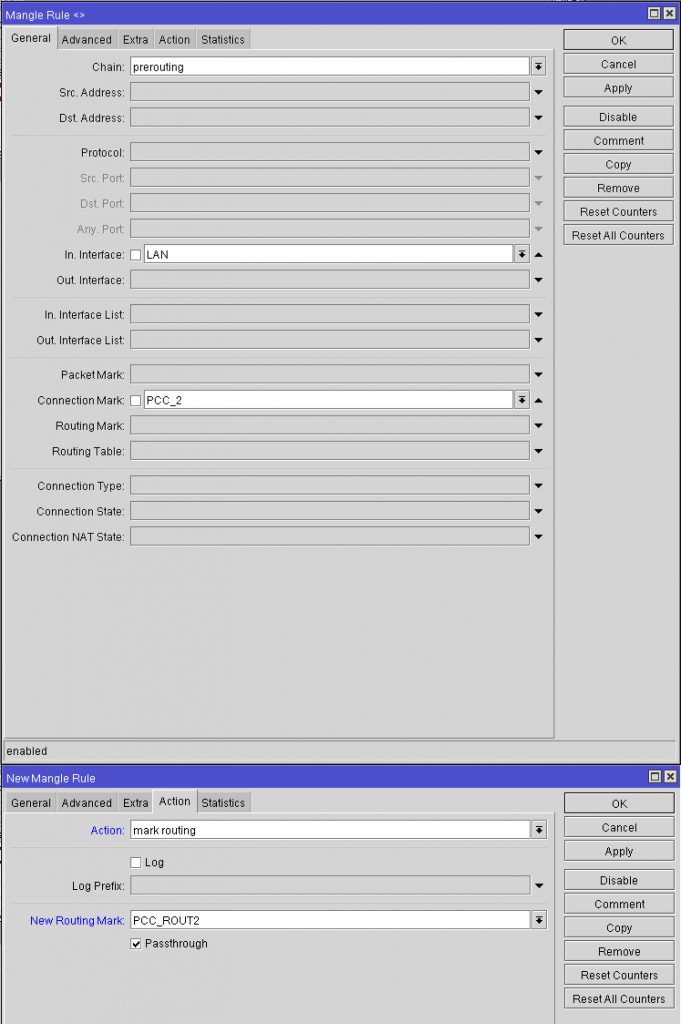 Mangle Rule <>
General Advanced Extra Action Statistics
OK
Chain: prerouting
Cancel
Src. Address:
Apply
Dst. Address:
Disable
Comment
Protocol:
Copy
Src. Port:
Remove
Dst. Port:
Reset Counters
Any. Port:
Reset All Counters
In. Interface: LAN
Out. Interface:
In. Interface List:
Out. Interface List:
Packet Mark:
Connection Mark: PCC_2
Routing Mark:
Routing Table:
Connection Type:
Connection State:
Connection NAT State:
enabled
New Mangle Rule
General Advanced Extra Action Statistics
OK
Action: mark routing
Cancel
Apply
Log
Log Prefix:
Disable
Comment
New Routing Mark: PCC_ROUT2
Copy
Passthrough
Remove
Reset Counters
Reset All Counters